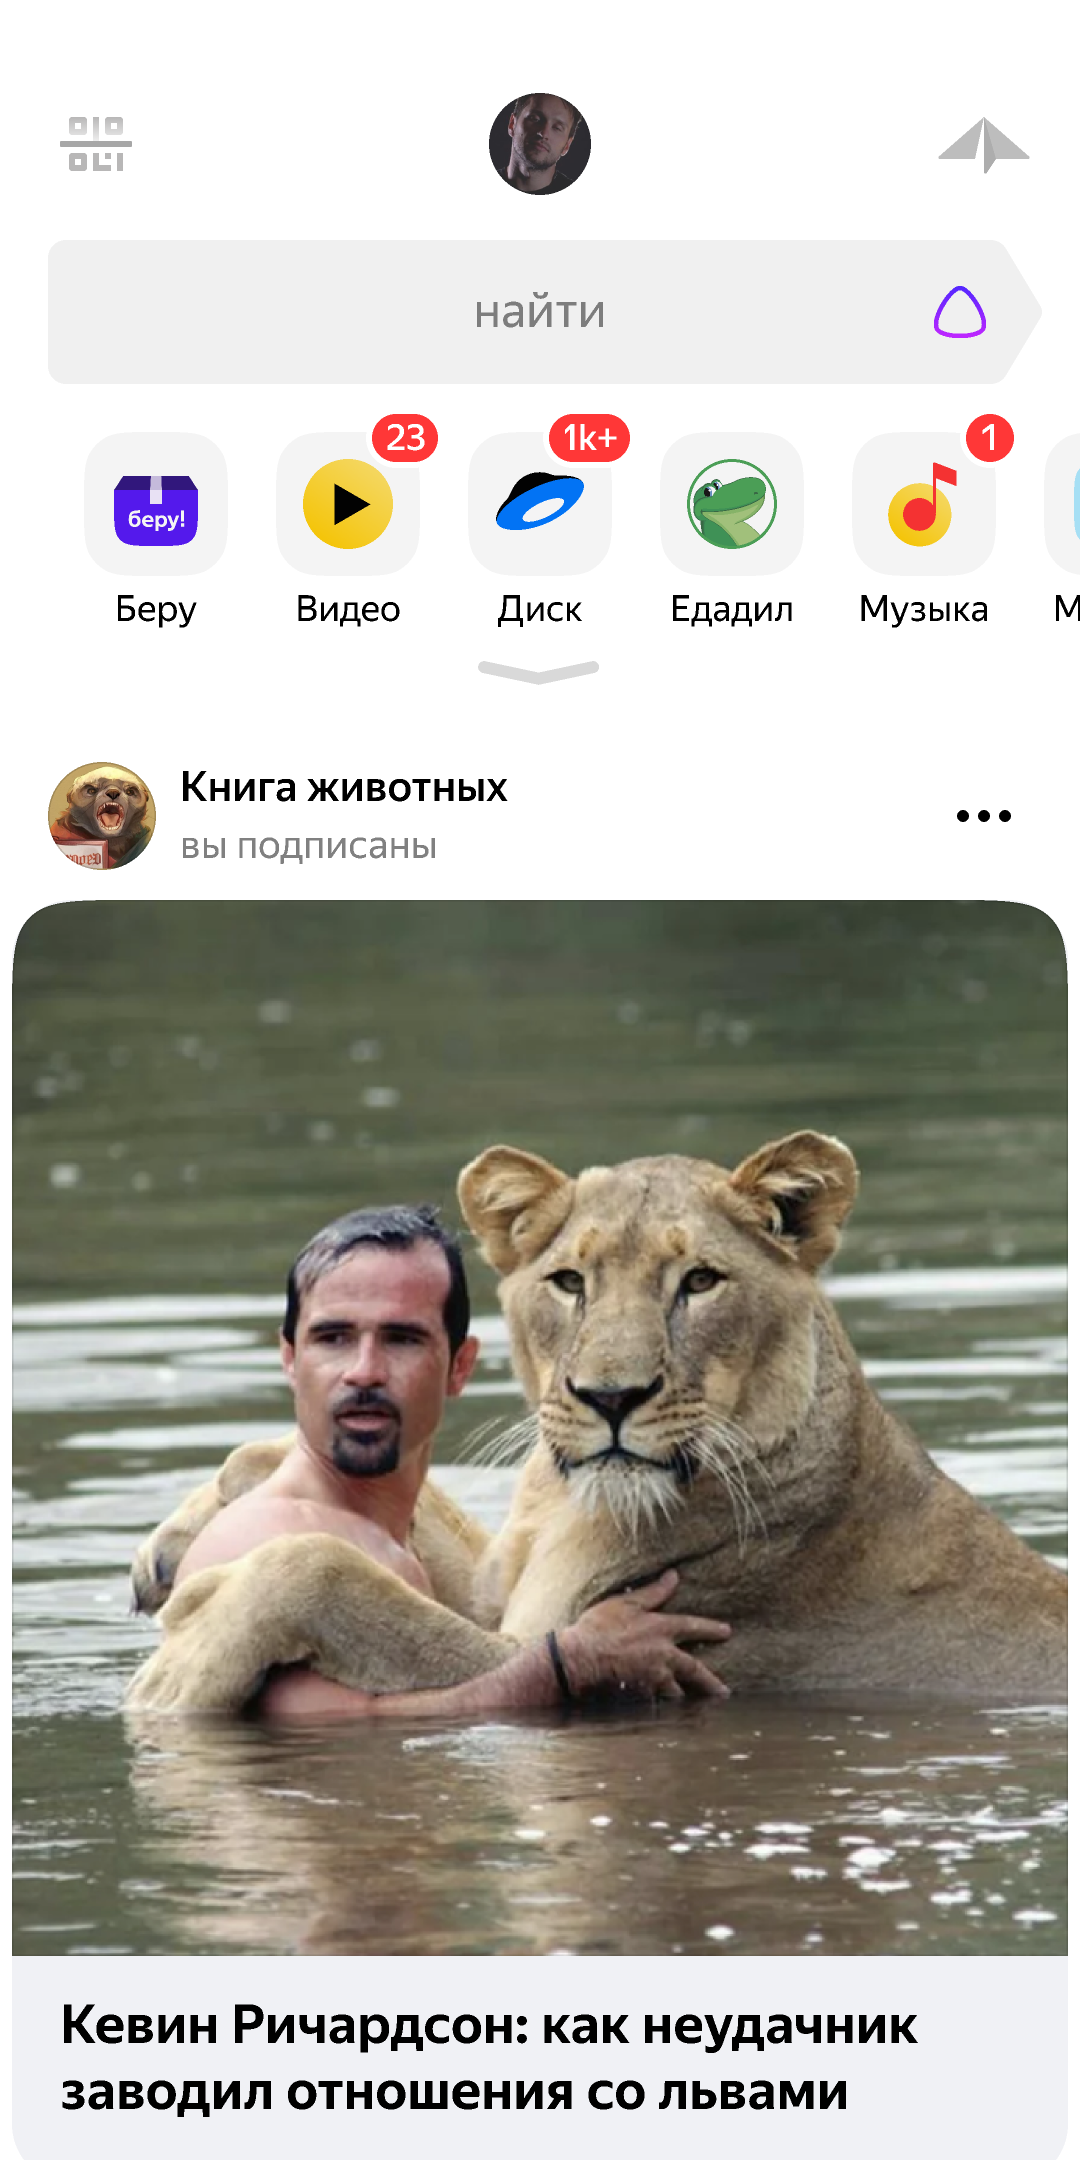 найти
23
1k+
1
беру!
Беру
Видео
Диск
Едадил
Музыка
Книга животных
вы подписаны
Кевин Ричардсон: как неудачник
заводил отношения со львами